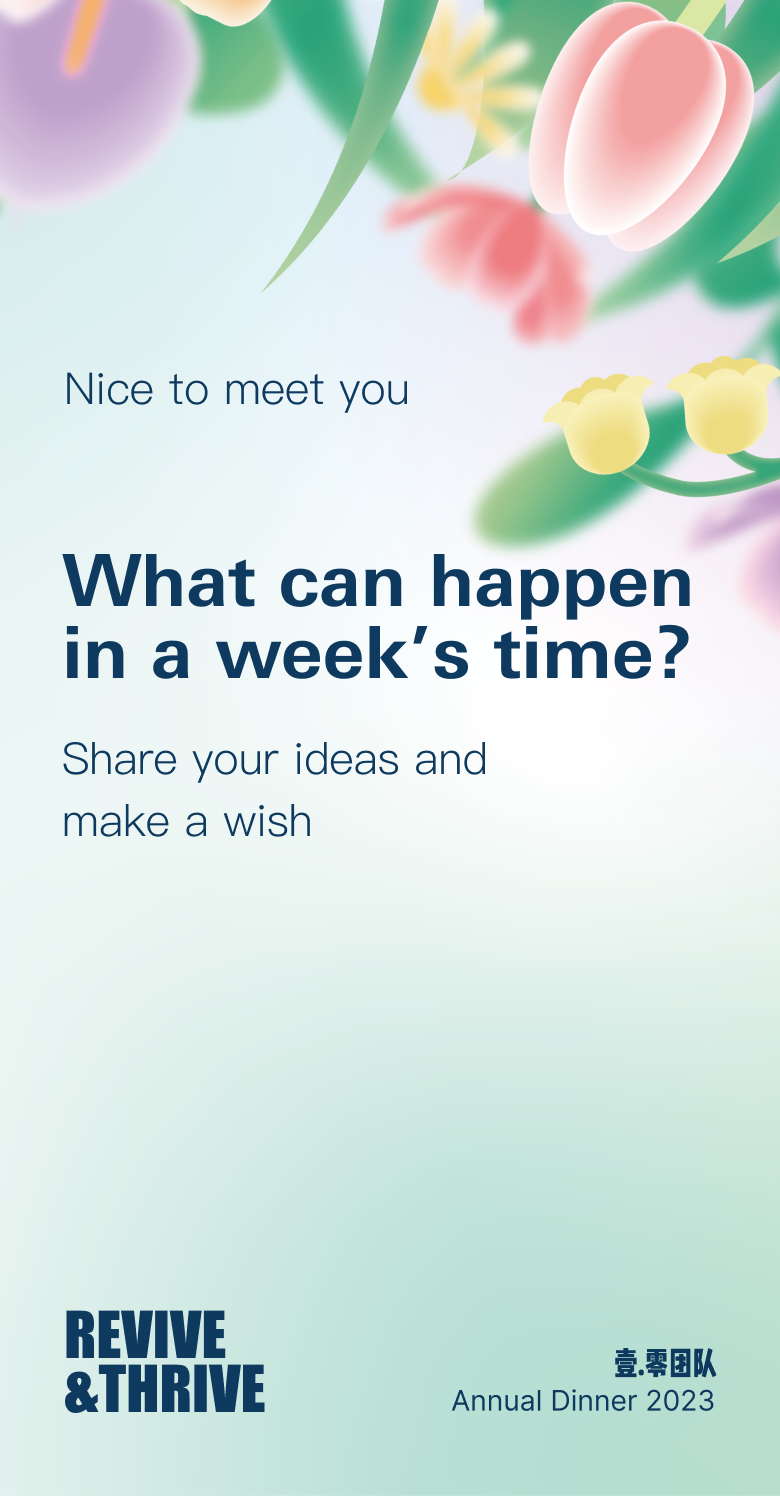 Nice to meet you
What can happen
in a week’s time?
Share your ideas and
make a wish
REVIVE
&THRIVE
壹.零团队
Annual Dinner 2023